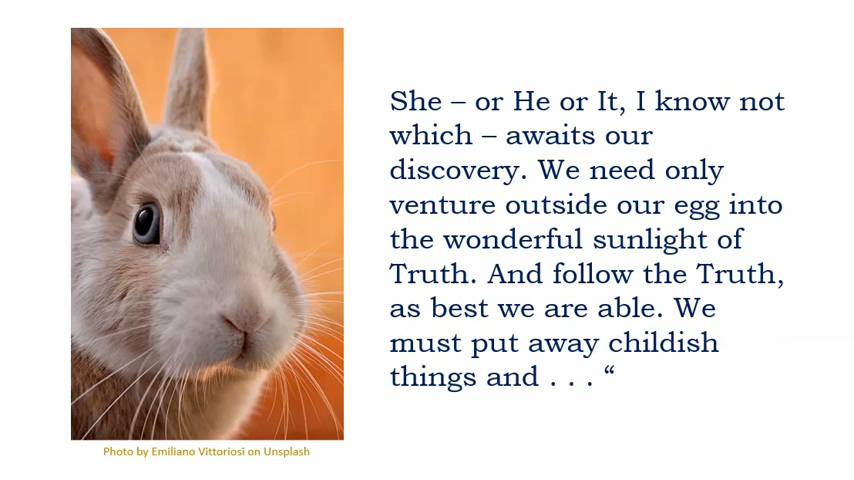 She – or He or It, I know not
which – awaits our
discovery. We need only
venture outside our egg into
the wonderful sunlight of
Truth. And follow the Truth,
as best we are able. We
must put away childish
things and . . . “
Photo by Emiliano Vittoriosi on Unsplash